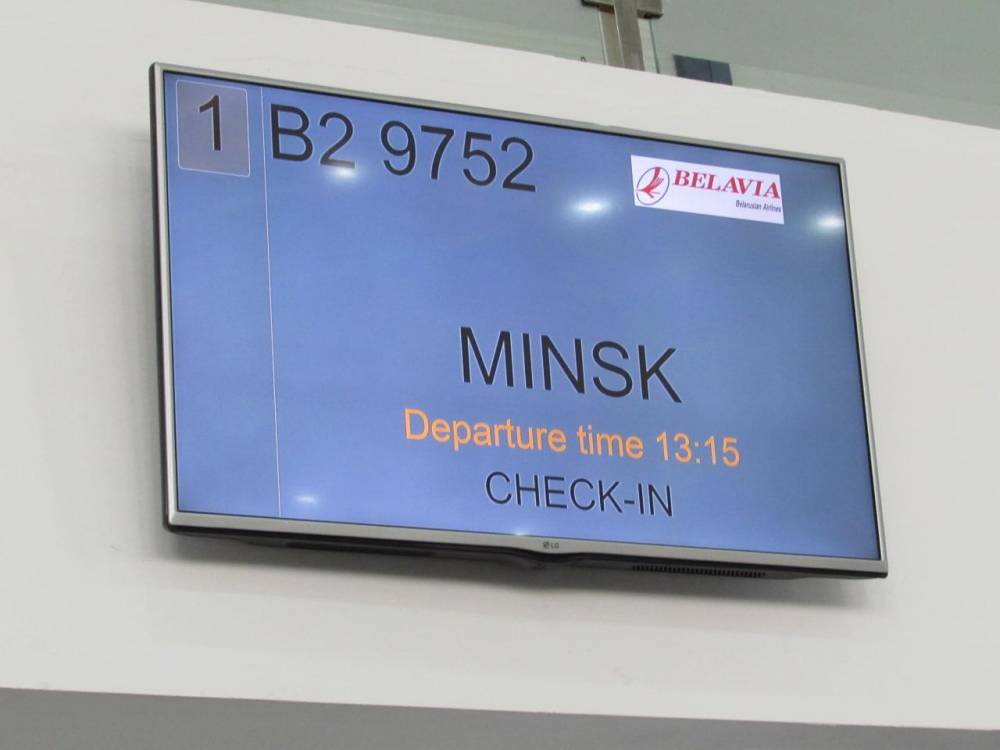 1
B2 9752
BELAVIA
Belarusian Airlines
MINSK
Departure time 13:15
CHECK-IN
LG